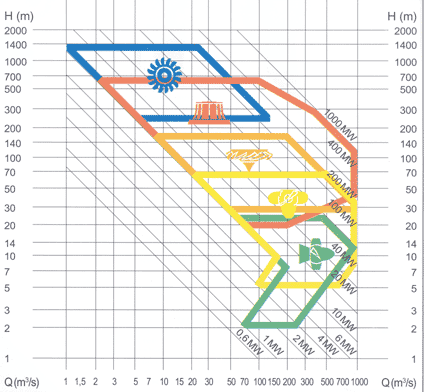 H (m) H (m)
2000 2000
1400 1400
1000 1000
700 700
500 500
300 300
200 200
140 140
100 100
70 70
50 50
30 30
20 20
14 14
10 10
7 7
5 5
3 3
2 2
1 1
1000 MW
400 MW
200 MW
100 MW
40 MW
20 MW
10 MW
0,6 MW 1 MW 2 MW 4 MW 6 MW
Q(m³/s) 1 1,5 2 3 5 7 10 15 20 30 50 70 100 150 200 300 500 700 1000 Q(m³/s)